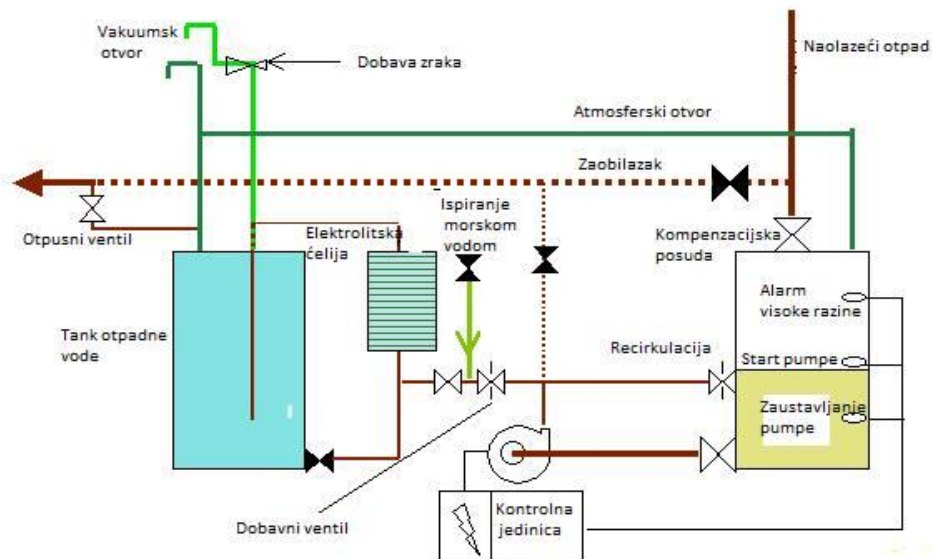 Vakuumsk
otvor
Dobava zraka
Naolazeći otpad
Atmosferski otvor
Zaobilazak
Ispiranje
morskom
vodom
Otpusni ventil
Elektrolitska
ćelija
Kompenzacijska
posuda
Alarm
visoke razine
Tank otpadne
vode
Recirkulacija
Start pumpe
Zaustavljanje
pumpe
Dobavni ventil
Kontrolna
jedinica